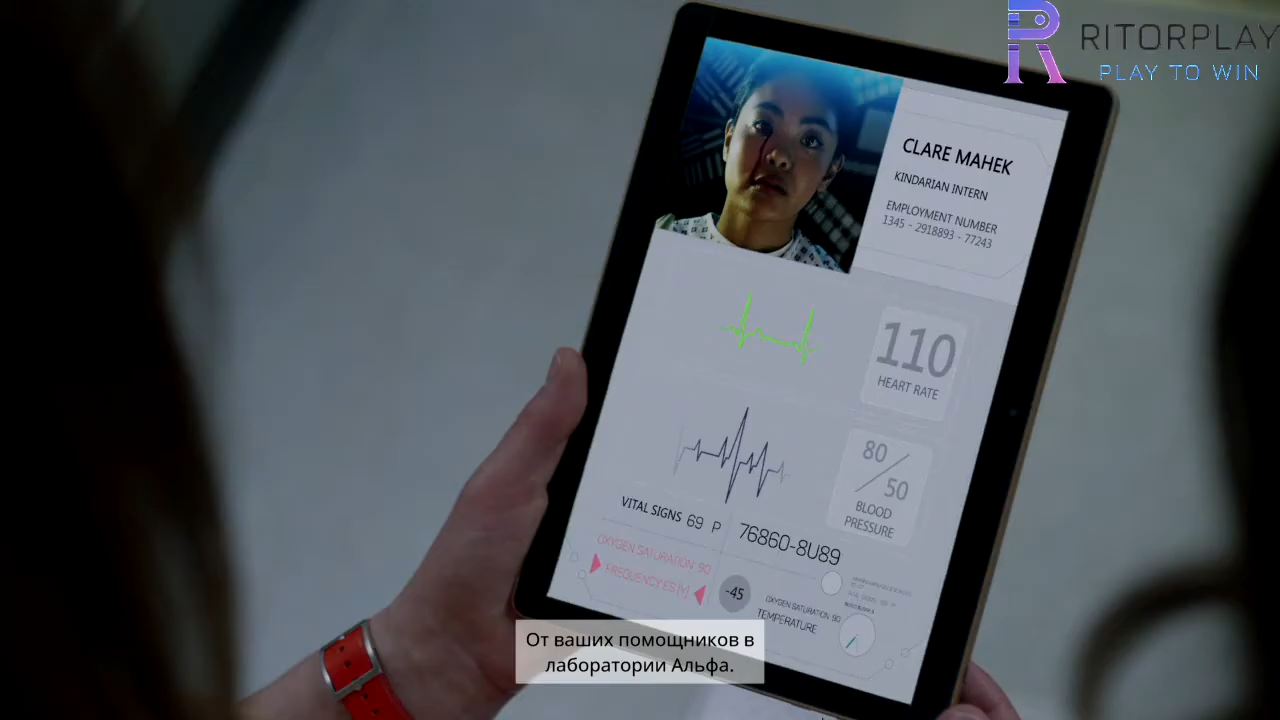 RITORPLAY
PLAY TO WIN
CLARE MAHEK
KINDARIAN INTERN
EMPLOYMENT NUMBER
1345 - 2918893 - 77243
110
HEART RATE
80
50
BLOOD
PRESSURE
VITAL SIGNS 69 P
76860-8U89
OXYGEN SATURATION 90
FREQUENCY ES [Y]
-45
OXYGEN SATURATION 90
TEMPERATURE
От ваших помощников в
лаборатории Альфа.